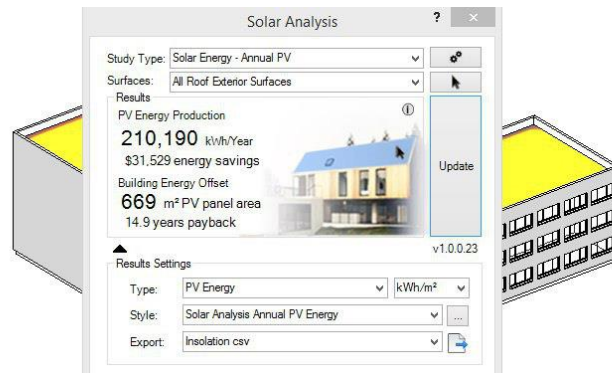 Solar Analysis
?
Study Type: Solar Energy - Annual PV
Surfaces: All Roof Exterior Surfaces
Results
PV Energy Production
210,190 kWh/Year
$31,529 energy savings
Building Energy Offset
669 m² PV panel area
14.9 years payback
Update
v1.0.0.23
Results Settings
Type: PV Energy kWh/m²
Style: Solar Analysis Annual PV Energy ...
Export: Insolation csv